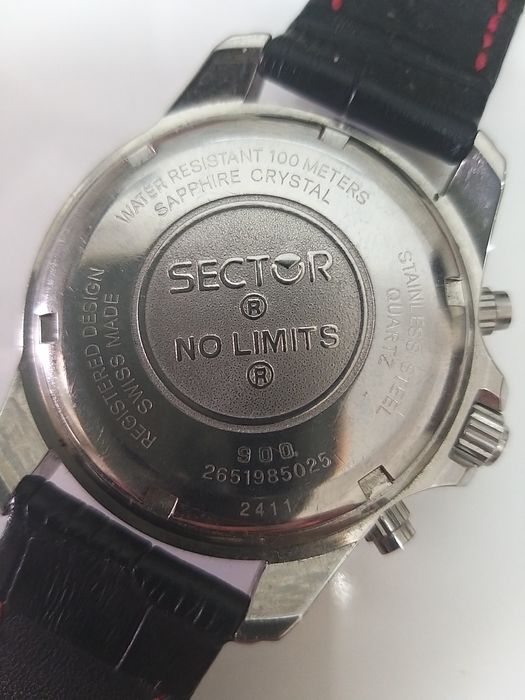 WATER RESISTANT 100 METERS
SAPPHIRE CRYSTAL
SECTOR
®
NO LIMITS
®
STAINLESS STEEL
QUARTZ
REGISTERED DESIGN
SWISS MADE
900
2651985025
2411